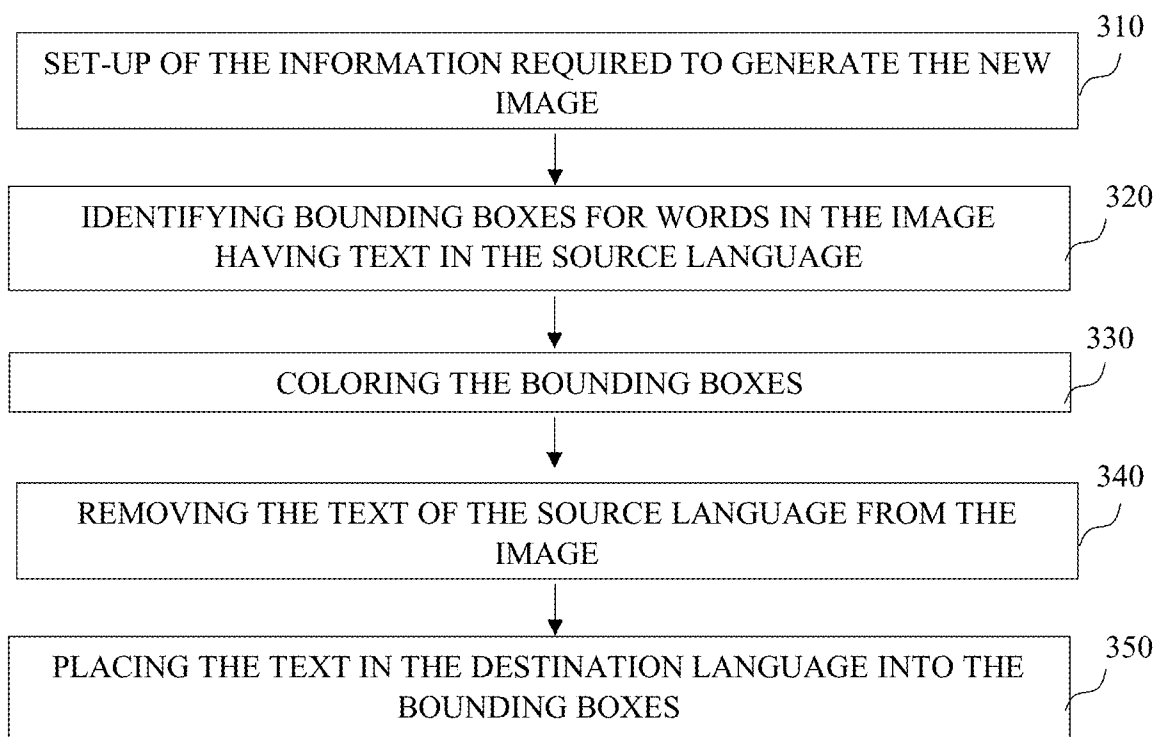 310
SET-UP OF THE INFORMATION REQUIRED TO GENERATE THE NEW
IMAGE
320
IDENTIFYING BOUNDING BOXES FOR WORDS IN THE IMAGE
HAVING TEXT IN THE SOURCE LANGUAGE
330
COLORING THE BOUNDING BOXES
340
REMOVING THE TEXT OF THE SOURCE LANGUAGE FROM THE
IMAGE
350
PLACING THE TEXT IN THE DESTINATION LANGUAGE INTO THE
BOUNDING BOXES